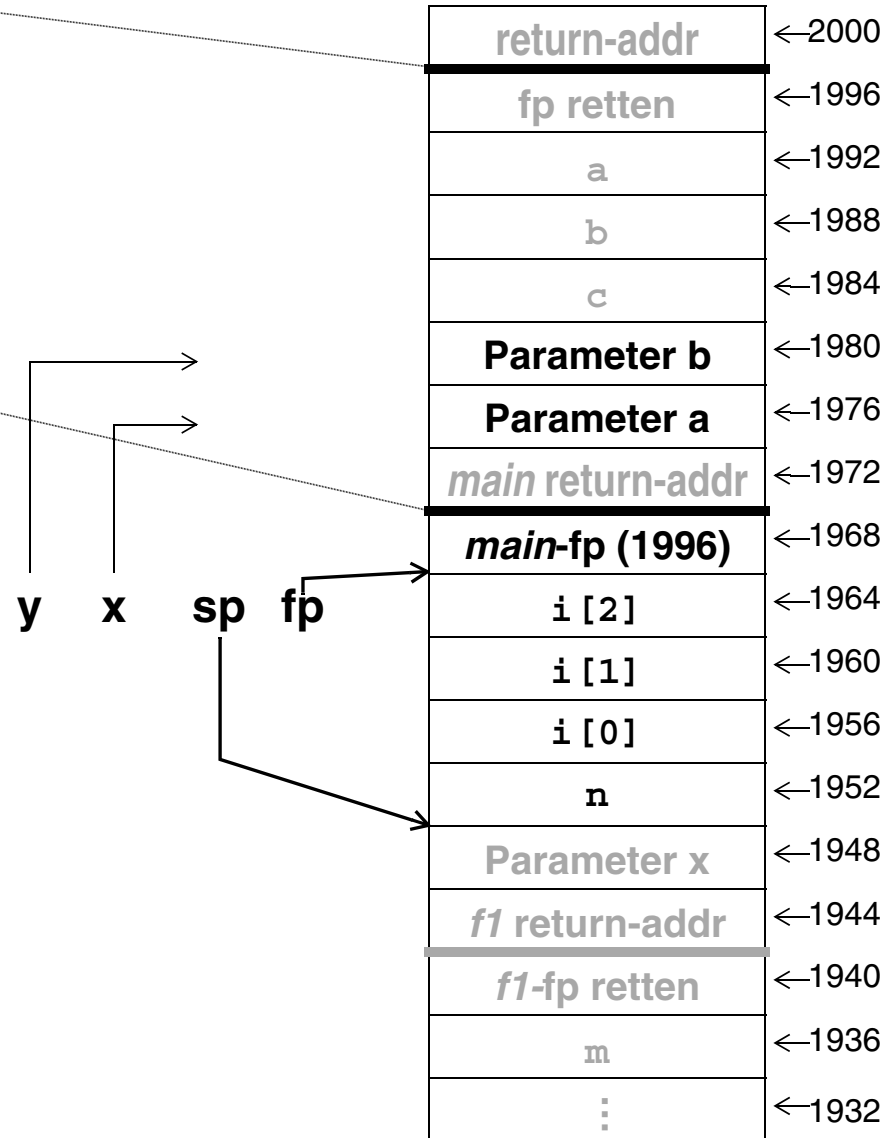 return-addr 2000
fp retten 1996
a 1992
b 1988
c 1984
Parameter b 1980
Parameter a 1976
main return-addr 1972
main-fp (1996) 1968
y x sp fp i[2] 1964
i[1] 1960
i[0] 1956
n 1952
Parameter x 1948
f1 return-addr 1944
f1-fp retten 1940
m 1936
⋮ 1932